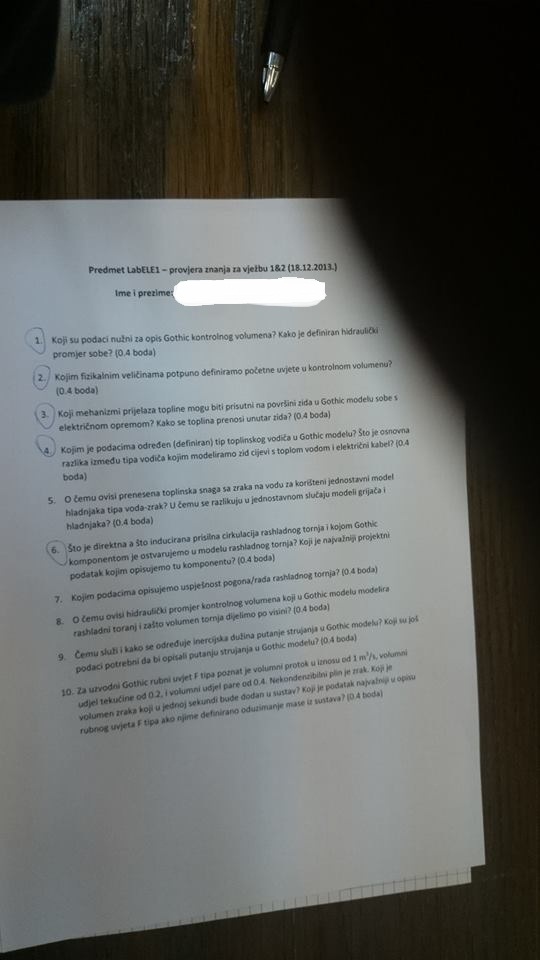 Predmet LabELE1 – provjera znanja za vježbu 1&2 (18.12.2013.)
Ime i prezime:
1. Koji su podaci nužni za opis Gothic kontrolnog volumena? Kako je definiran hidraulički
promjer sobe? (0.4 boda)
2. Kojim fizikalnim veličinama potpuno definiramo početne uvjete u kontrolnom volumenu?
(0.4 boda)
3. Koji mehanizmi prijelaza topline mogu biti prisutni na površini zida u Gothic modelu sobe s
električnom opremom? Kako se toplina prenosi unutar zida? (0.4 boda)
4. Kojim je podacima određen (definiran) tip toplinskog vodiča u Gothic modelu? Što je osnovna
razlika između tipa vodiča kojim modeliramo zid cijevi s toplom vodom i električni kabel? (0.4
boda)
5. O čemu ovisi prenesena toplinska snaga sa zraka na vodu za korišteni jednostavni model
hladnjaka tipa voda-zrak? U čemu se razlikuju u jednostavnom slučaju modeli grijača i
hladnjaka? (0.4 boda)
6. Što je direktna a što inducirana prisilna cirkulacija rashladnog tornja i kojom Gothic
komponentom je ostvarujemo u modelu rashladnog tornja? Koji je najvažniji projektni
podatak kojim opisujemo tu komponentu? (0.4 boda)
7. Kojim podacima opisujemo uspješnost pogona/rada rashladnog tornja? (0.4 boda)
8. O čemu ovisi hidraulički promjer kontrolnog volumena koji u Gothic modelu modelira
rashladni toranj i zašto volumen tornja dijelimo po visini? (0.4 boda)
9. Čemu služi i kako se određuje inercijska dužina putanje strujanja u Gothic modelu? Koji su još
podaci potrebni da bi opisali putanju strujanja u Gothic modelu? (0.4 boda)
10. Za uzvodni Gothic rubni uvjet F tipa poznat je volumni protok u iznosu od 1 m³/s, volumni
udjel tekućine od 0.2, i volumni udjel pare od 0.4. Nekondenzibilni plin je zrak. Koji je
volumen zraka koji u jednoj sekundi bude dodan u sustav? Koji je podatak najvažniji u opisu
rubnog uvjeta F tipa ako je njime definirano oduzimanje mase iz sustava? (0.4 boda)